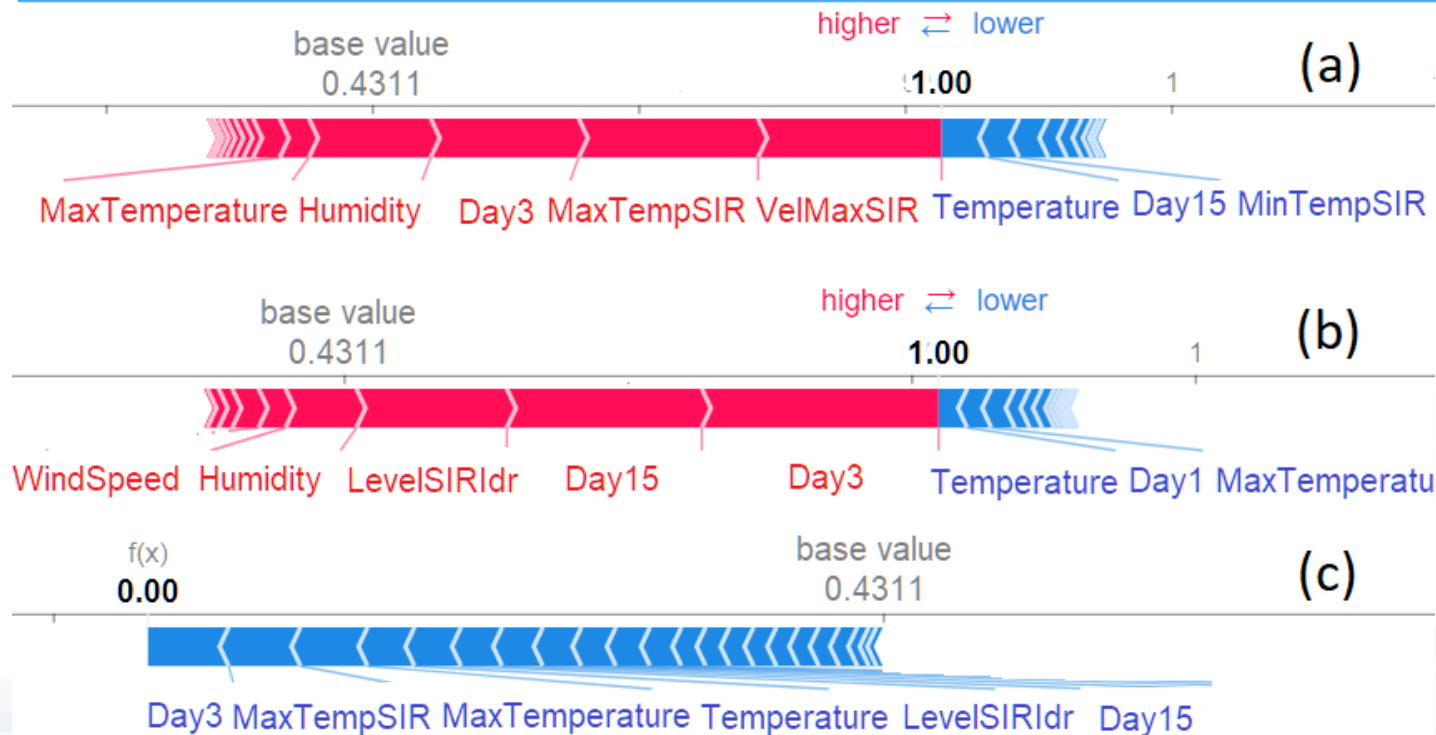 higher ⇄ lower
base value
0.4311 1.00 1 (a)
MaxTemperature Humidity Day3 MaxTempSIR VelMaxSIR Temperature Day15 MinTempSIR
higher ⇄ lower
base value
0.4311 1.00 1 (b)
WindSpeed Humidity LevelSIRIdr Day15 Day3 Temperature Day1 MaxTemperatu
f(x) base value
0.00 0.4311 (c)
Day3 MaxTempSIR MaxTemperature Temperature LevelSIRIdr Day15